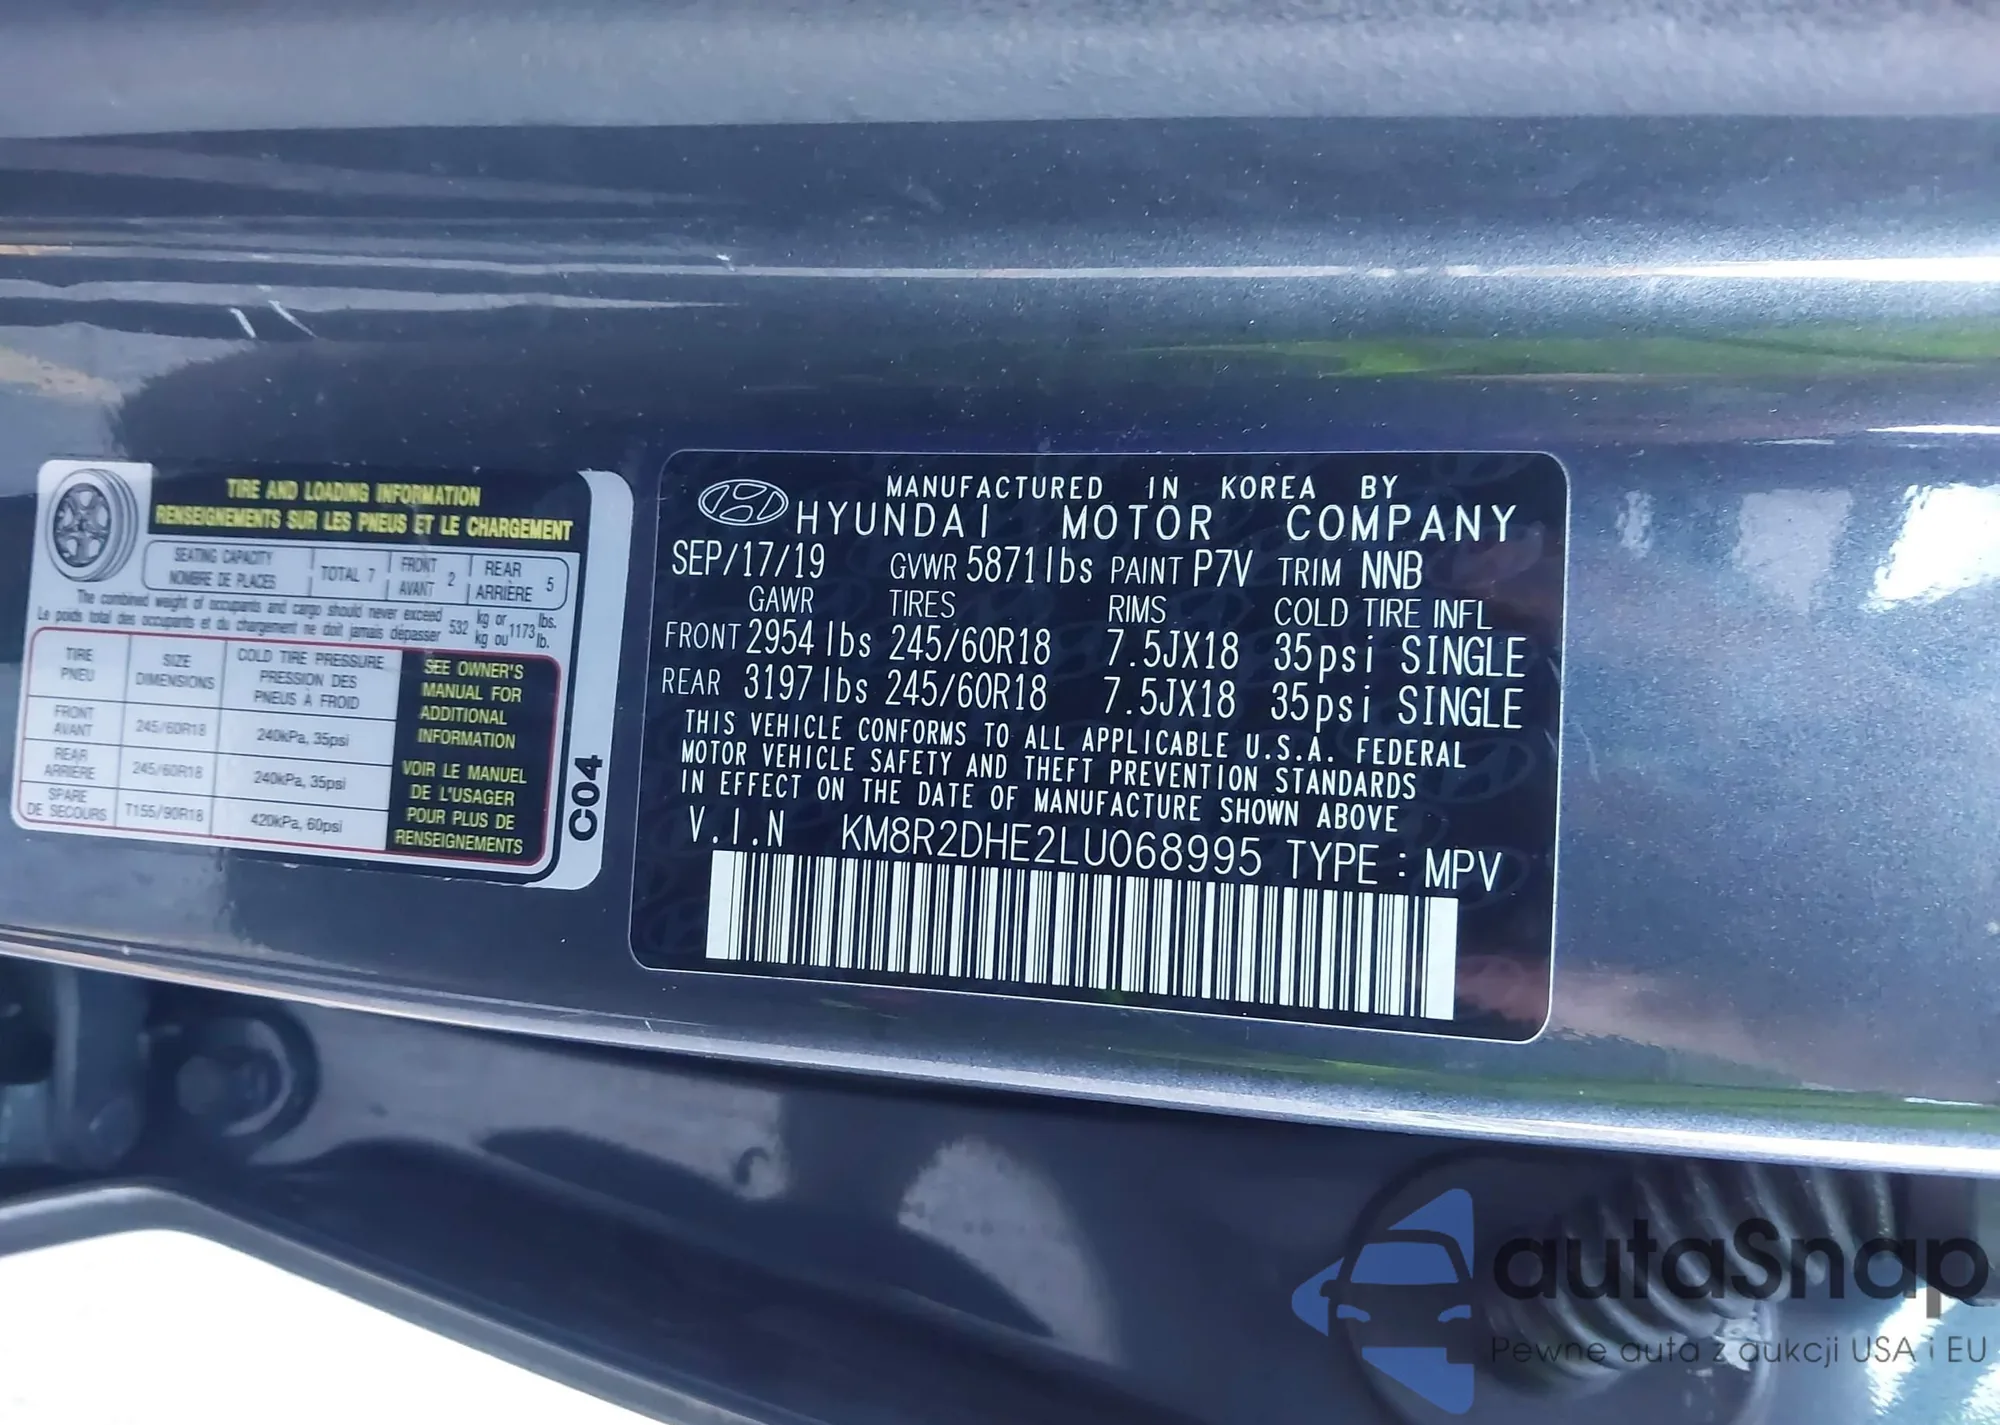 TIRE AND LOADING INFORMATION
RENSEIGNEMENTS SUR LES PNEUS ET LE CHARGEMENT
SEATING CAPACITY
NOMBRE DE PLACES
TOTAL 7
FRONT
AVANT
2
REAR
ARRIÈRE
5
The combined weight of occupants and cargo should never exceed 532 kg or 1173 lbs.
Le poids total des occupants et du chargement ne doit jamais dépasser 532 kg ou 1173 lb.
TIRE
PNEU
SIZE
DIMENSIONS
COLD TIRE PRESSURE
PRESSION DES
PNEUS À FROID
FRONT
AVANT
245/60R18
240kPa, 35psi
REAR
ARRIÈRE
245/60R18
240kPa, 35psi
SPARE
DE SECOURS
T155/90R18
420kPa, 60psi
SEE OWNER'S
MANUAL FOR
ADDITIONAL
INFORMATION
VOIR LE MANUEL
DE L'USAGER
POUR PLUS DE
RENSEIGNEMENTS
C04
MANUFACTURED IN KOREA BY
HYUNDAI MOTOR COMPANY
SEP/17/19 GVWR 5871lbs PAINT P7V TRIM NNB
GAWR TIRES RIMS COLD TIRE INFL
FRONT 2954 lbs 245/60R18 7.5JX18 35psi SINGLE
REAR 3197 lbs 245/60R18 7.5JX18 35psi SINGLE
THIS VEHICLE CONFORMS TO ALL APPLICABLE U.S.A. FEDERAL
MOTOR VEHICLE SAFETY AND THEFT PREVENTION STANDARDS
IN EFFECT ON THE DATE OF MANUFACTURE SHOWN ABOVE
V.I.N KM8R2DHE2LU068995 TYPE : MPV
autaSnap
Pewne auta z aukcji USA i EU